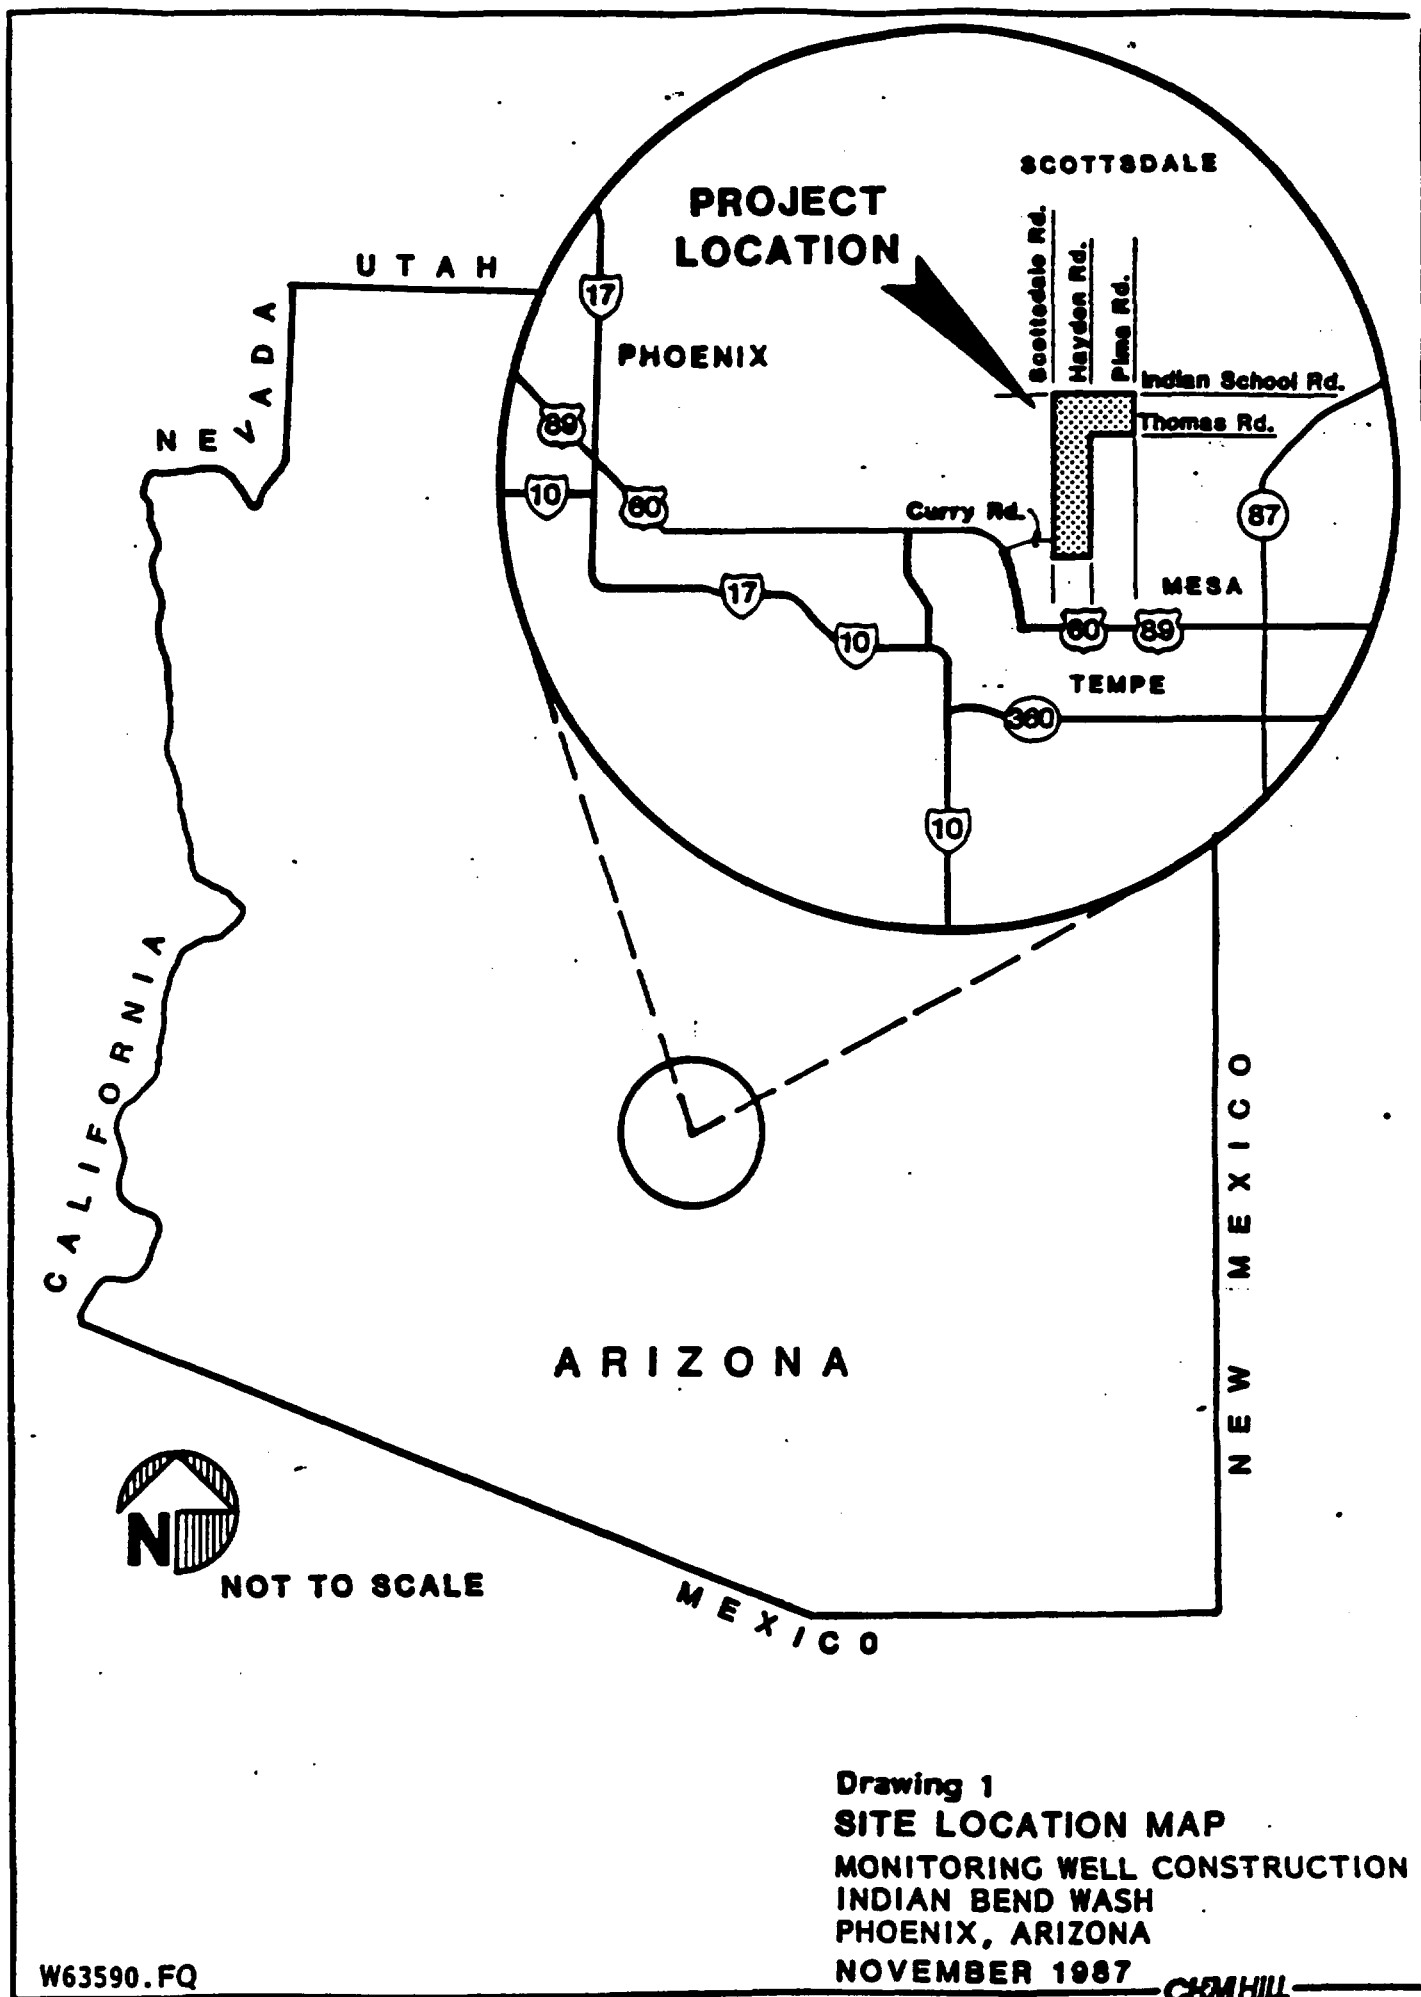 SCOTTSDALE
PROJECT
LOCATION
Scottsdale Rd.
Hayden Rd.
Pima Rd.
UTAH
17
NEVADA
PHOENIX
Indian School Rd.
89
Thomas Rd.
10
60
Curry Rd.
87
17
MESA
10
60
89
TEMPE
360
10
CALIFORNIA
NEW MEXICO
ARIZONA
N
NOT TO SCALE
MEXICO
Drawing 1
SITE LOCATION MAP
MONITORING WELL CONSTRUCTION
INDIAN BEND WASH
PHOENIX, ARIZONA
NOVEMBER 1987
W63590.FQ
CH2M HILL